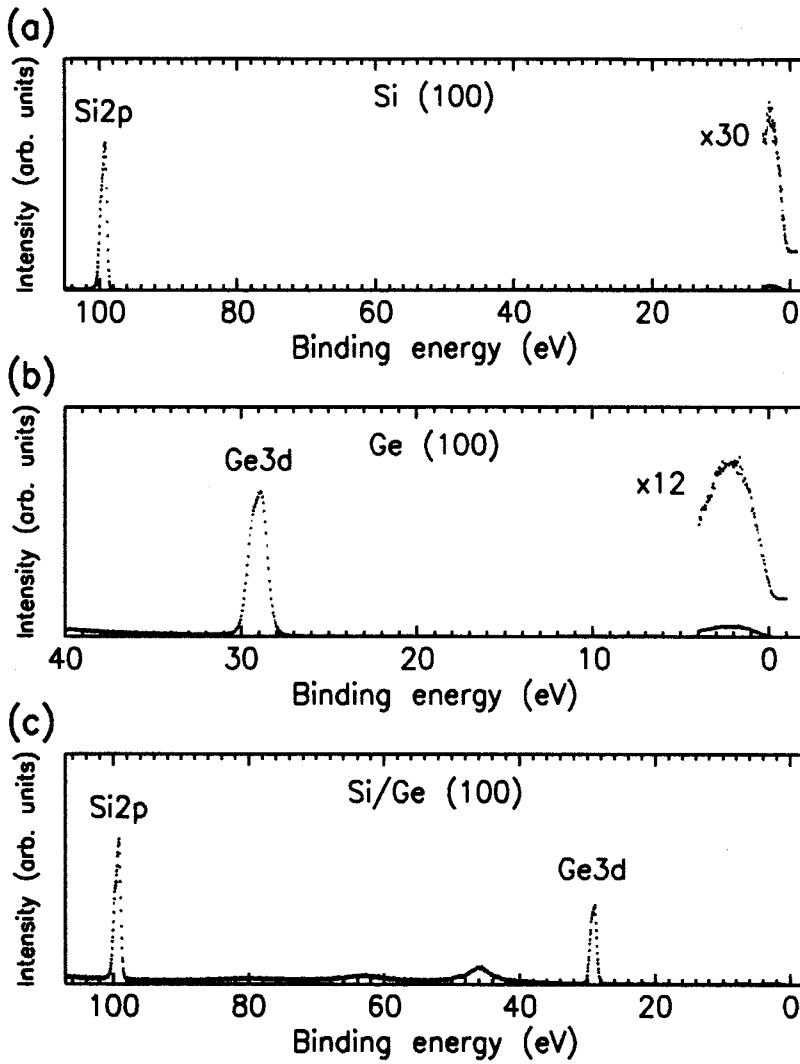 (a)
Intensity (arb. units)
Si2p
Si (100)
x30
100 80 60 40 20 0
Binding energy (eV)
(b)
Intensity (arb. units)
Ge3d
Ge (100)
x12
40 30 20 10 0
Binding energy (eV)
(c)
Intensity (arb. units)
Si2p
Si/Ge (100)
Ge3d
100 80 60 40 20 0
Binding energy (eV)